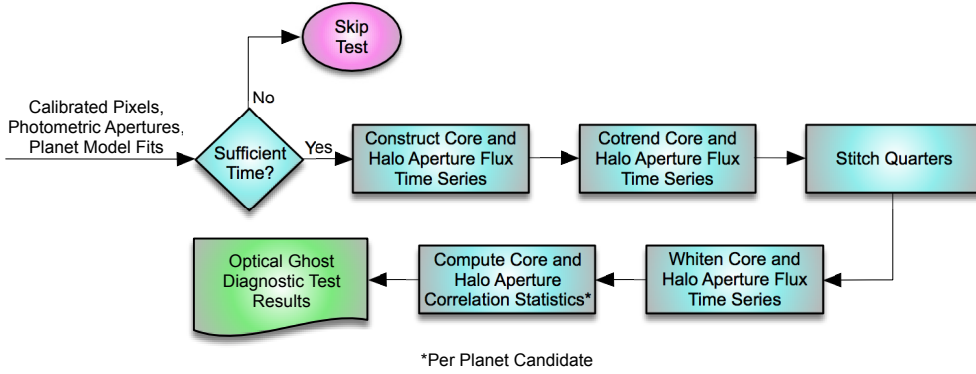 Skip
Test
No
Calibrated Pixels,
Photometric Apertures,
Planet Model Fits
Sufficient
Time?
Yes
Construct Core and
Halo Aperture Flux
Time Series
Cotrend Core and
Halo Aperture Flux
Time Series
Stitch Quarters
Whiten Core and
Halo Aperture Flux
Time Series
Compute Core and
Halo Aperture
Correlation Statistics*
Optical Ghost
Diagnostic Test
Results
*Per Planet Candidate